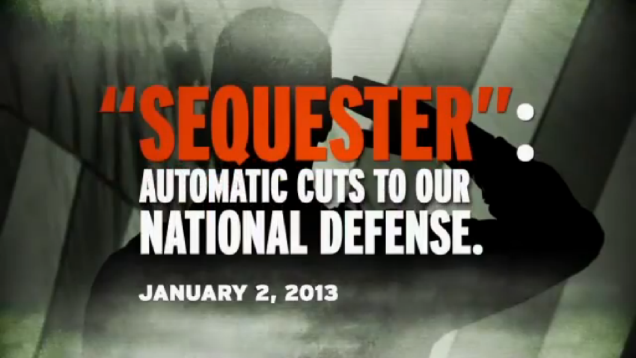 “SEQUESTER”:
AUTOMATIC CUTS TO OUR
NATIONAL DEFENSE.
JANUARY 2, 2013